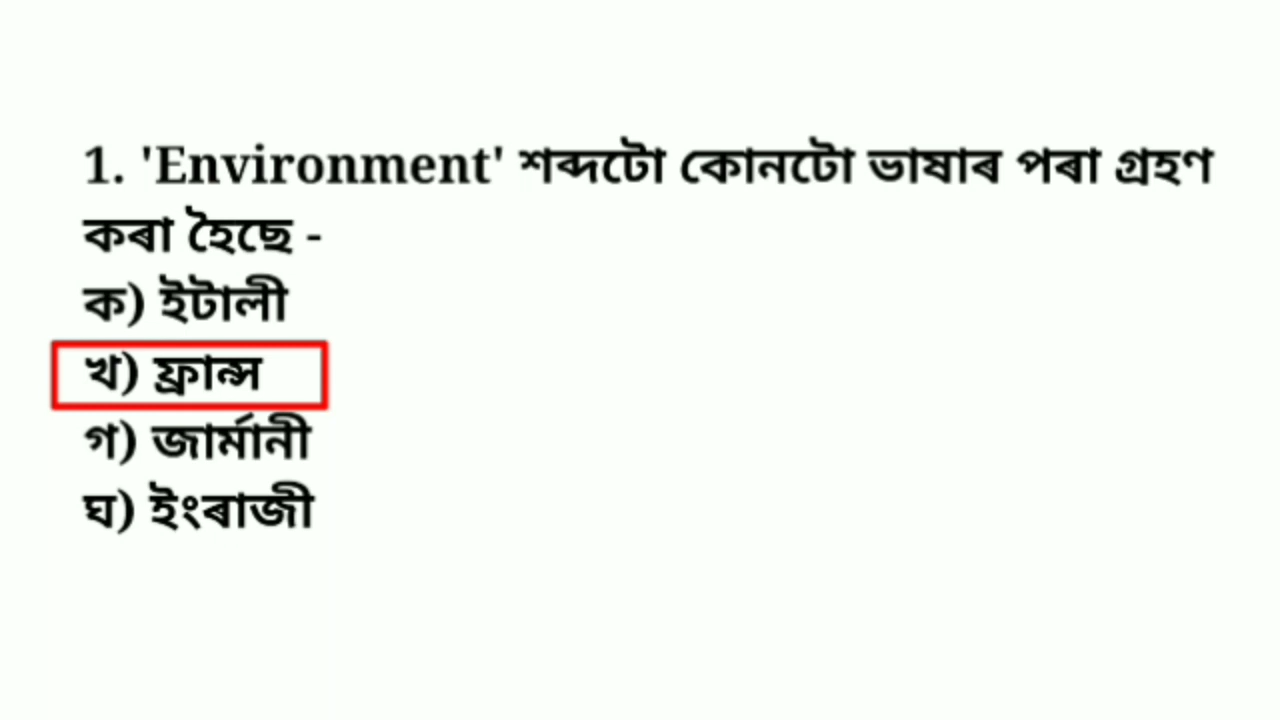 1. 'Environment' শব্দটো কোনটো ভাষাৰ পৰা গ্ৰহণ
কৰা হৈছে -
ক) ইটালী
খ) ফ্ৰান্স
গ) জাৰ্মানী
ঘ) ইংৰাজী